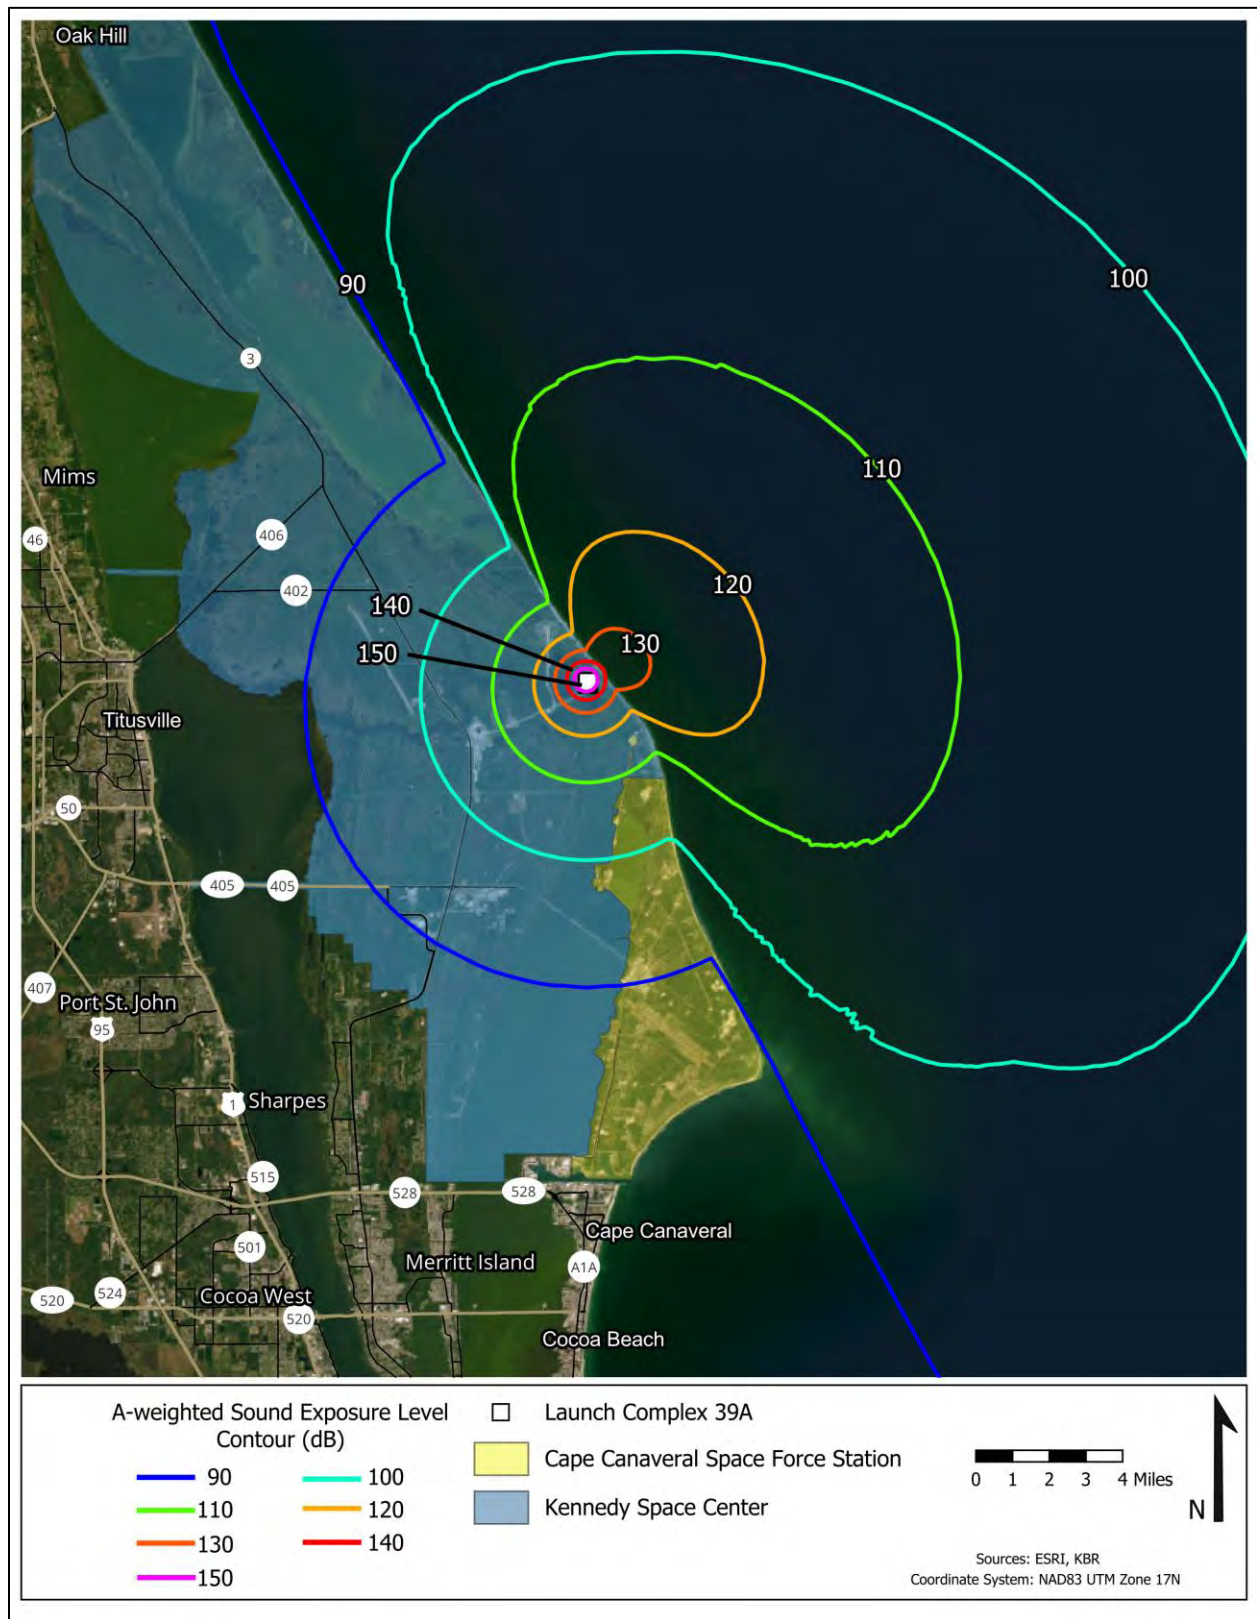 Oak Hill
100
90
3
110
Mims
406
46
120
402
140
130
150
Titusville
50
405
405
407
Port St. John
95
1
Sharpes
515
528
528
Cape Canaveral
501
Merritt Island
A1A
524
520
Cocoa West
520
Cocoa Beach
A-weighted Sound Exposure Level
Contour (dB)
90
100
110
120
130
140
150
Launch Complex 39A
Cape Canaveral Space Force Station
Kennedy Space Center
0 1 2 3 4 Miles
N
Sources: ESRI, KBR
Coordinate System: NAD83 UTM Zone 17N